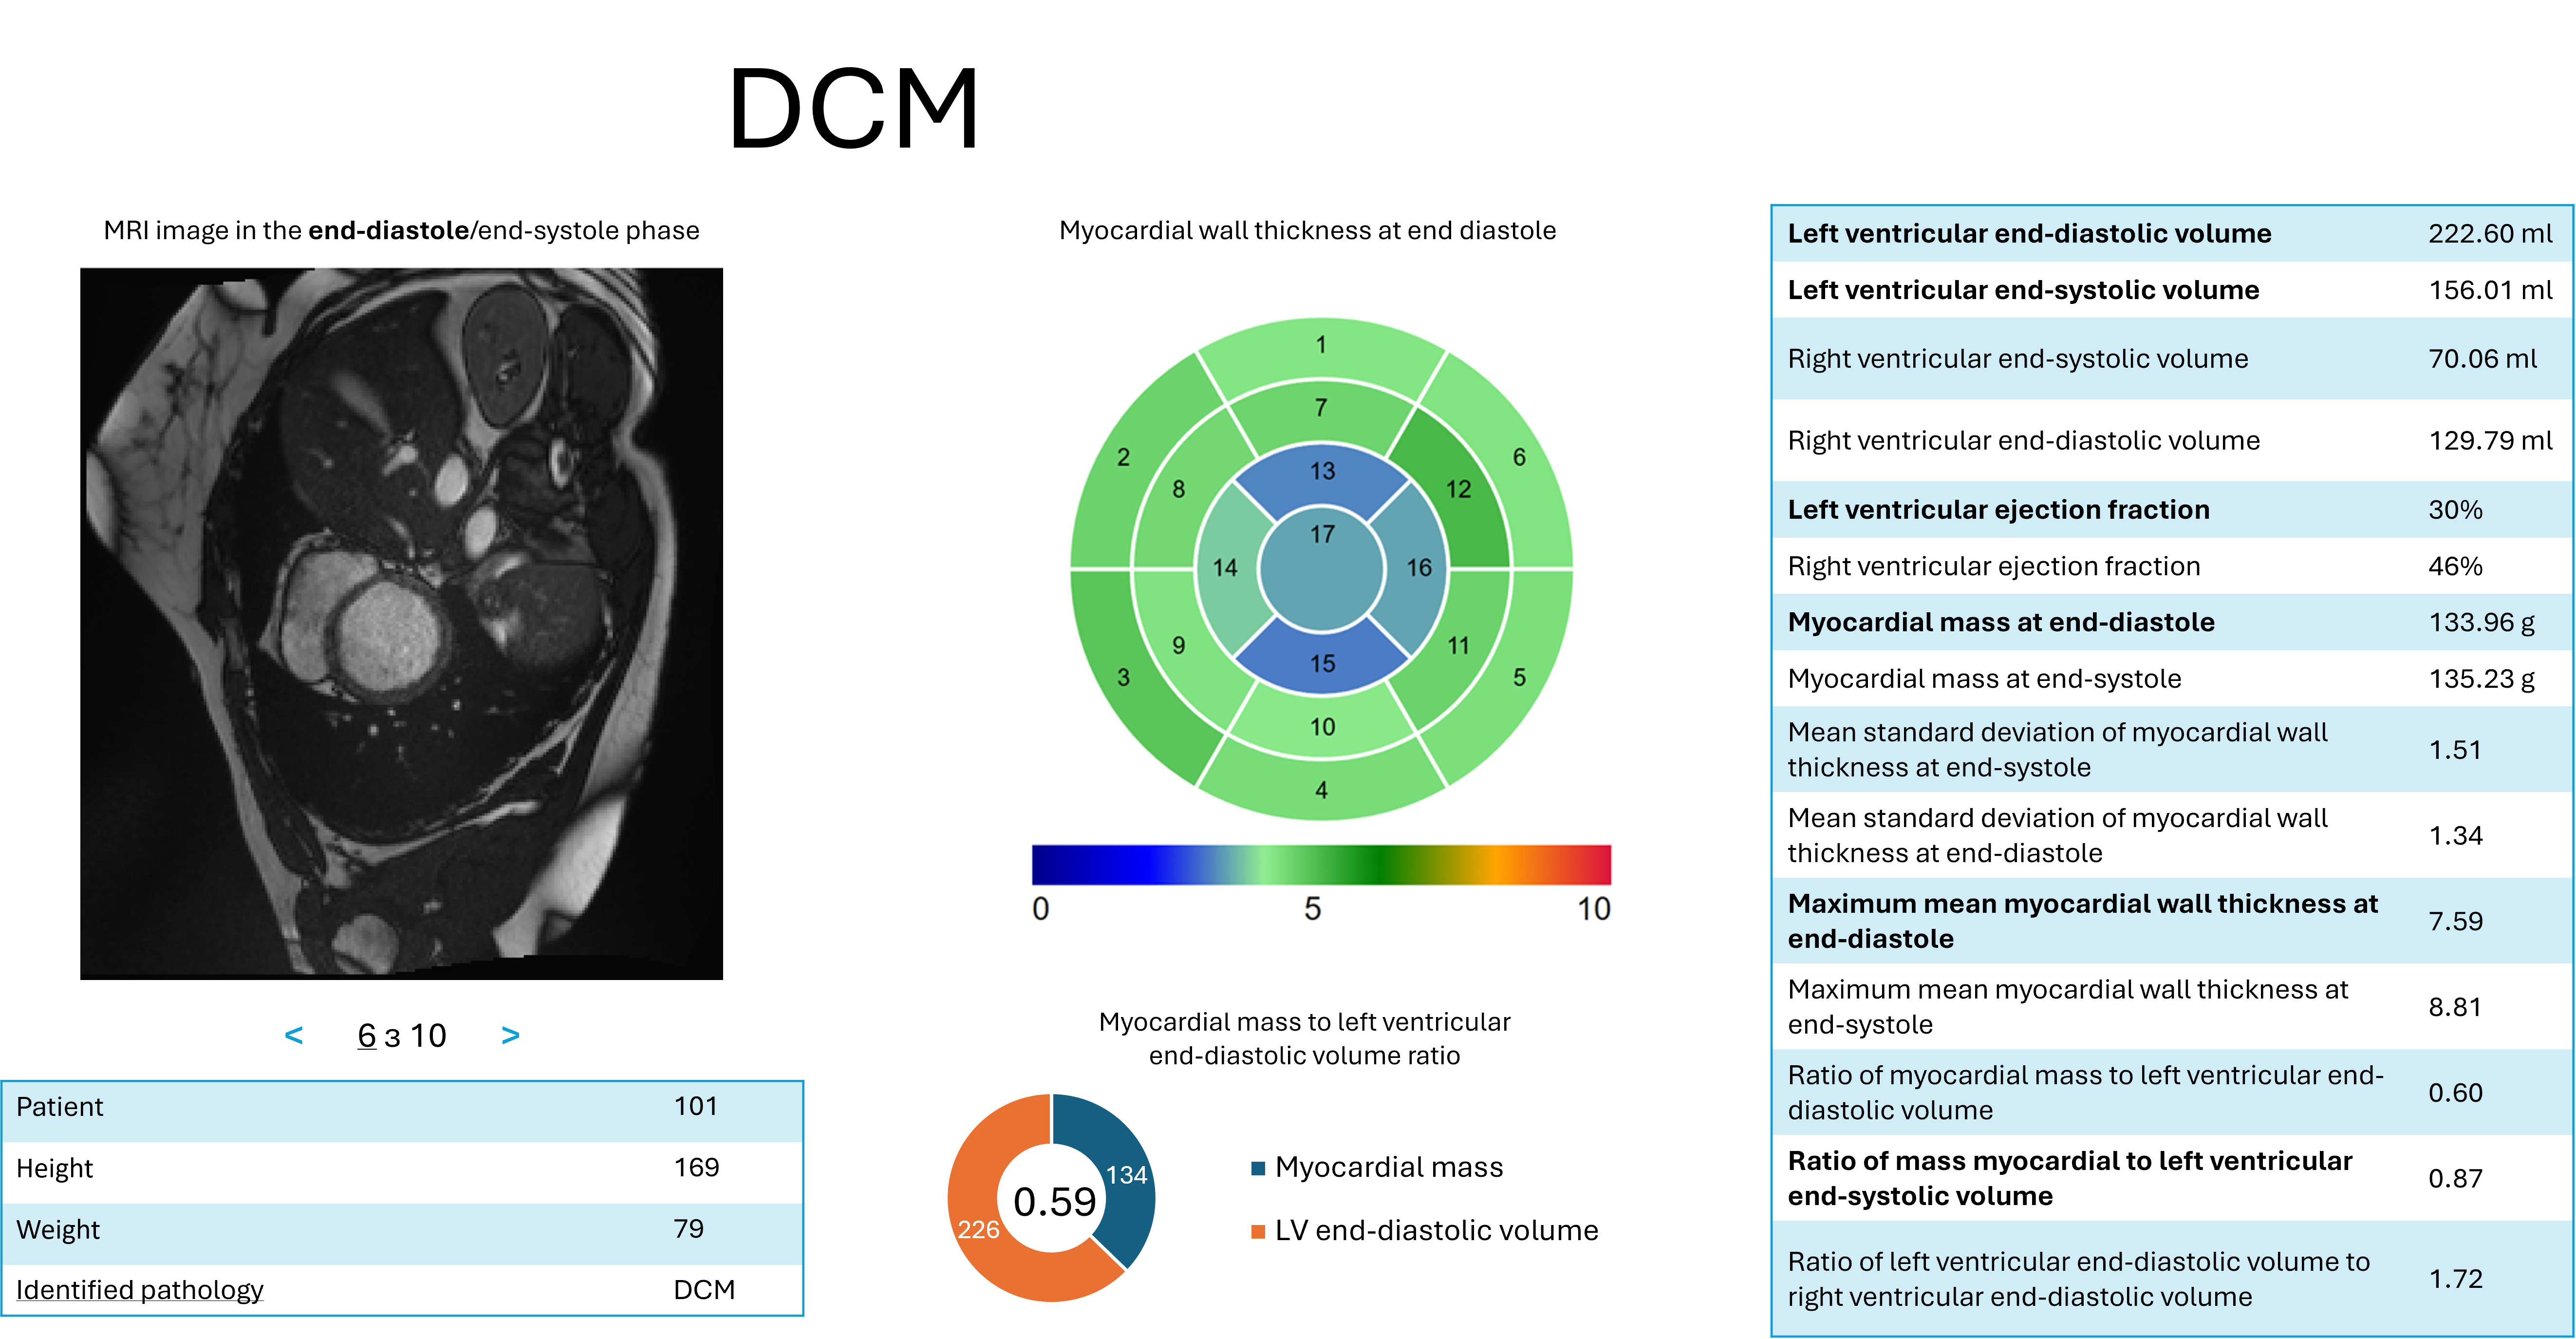 DCM
MRI image in the end-diastole/end-systole phase
6 з 10
< >
Patient 101
Height 169
Weight 79
Identified pathology DCM
Myocardial wall thickness at end diastole
1
2
3
4
5
6
7
8
9
10
11
12
13
14
15
16
17
0 5 10
Myocardial mass to left ventricular
end-diastolic volume ratio
134
226
0.59
Myocardial mass
LV end-diastolic volume
Left ventricular end-diastolic volume 222.60 ml
Left ventricular end-systolic volume 156.01 ml
Right ventricular end-systolic volume 70.06 ml
Right ventricular end-diastolic volume 129.79 ml
Left ventricular ejection fraction 30%
Right ventricular ejection fraction 46%
Myocardial mass at end-diastole 133.96 g
Myocardial mass at end-systole 135.23 g
Mean standard deviation of myocardial wall
thickness at end-systole 1.51
Mean standard deviation of myocardial wall
thickness at end-diastole 1.34
Maximum mean myocardial wall thickness at
end-diastole 7.59
Maximum mean myocardial wall thickness at
end-systole 8.81
Ratio of myocardial mass to left ventricular end-
diastolic volume 0.60
Ratio of mass myocardial to left ventricular
end-systolic volume 0.87
Ratio of left ventricular end-diastolic volume to
right ventricular end-diastolic volume 1.72